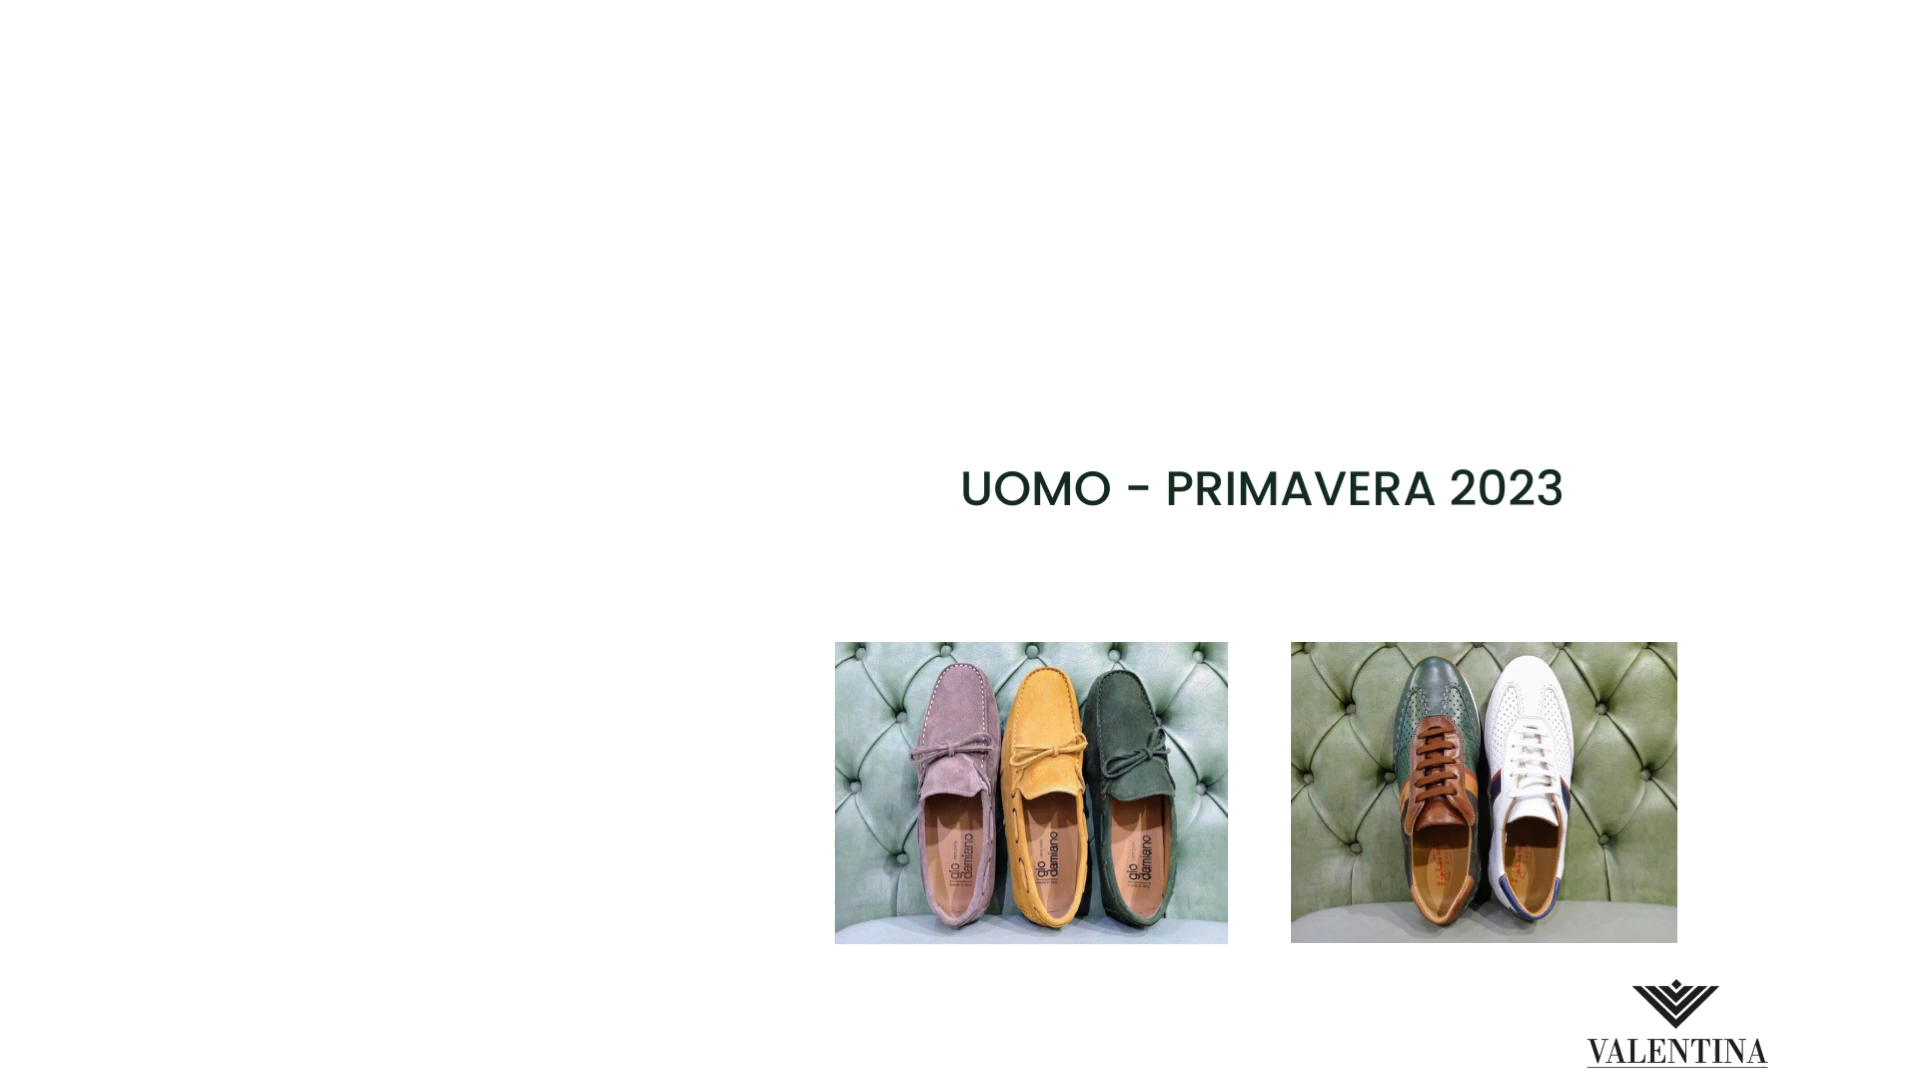 UOMO - PRIMAVERA 2023
gio
damiano
gio
damiano
gio
damiano
VALENTINA